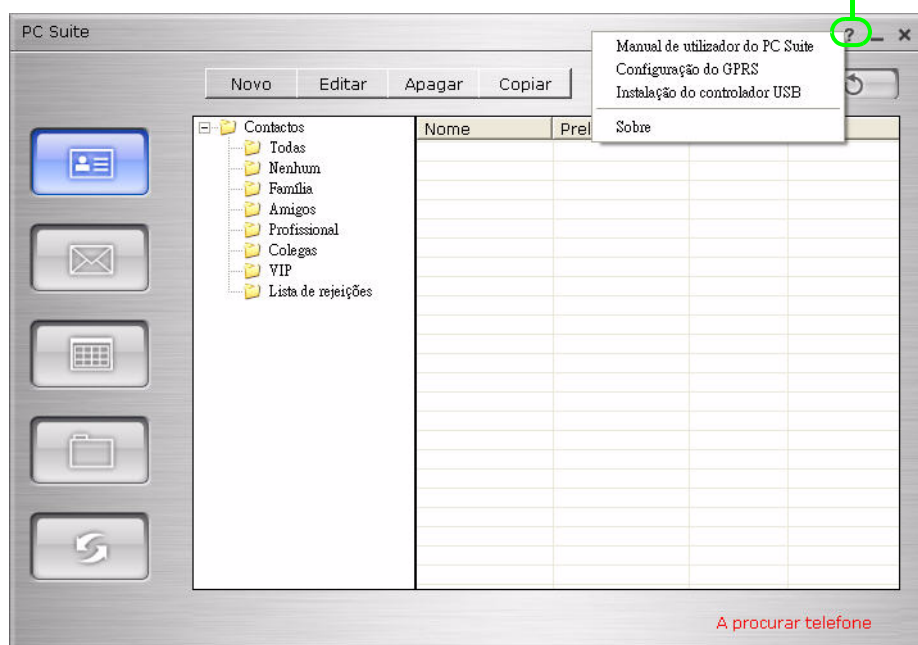 PC Suite
?
Manual de utilizador do PC Suite
Configuração do GPRS
Instalação do controlador USB
Sobre
Novo Editar Apagar Copiar
Contactos
Todas
Nenhum
Família
Amigos
Profissional
Colegas
VIP
Lista de rejeições
Nome
A procurar telefone